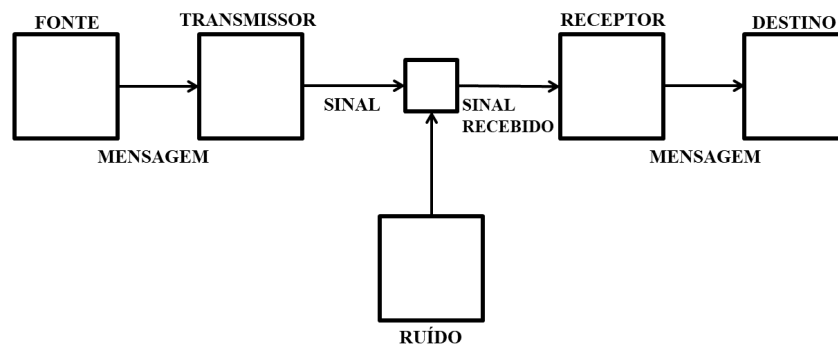 FONTE
TRANSMISSOR
RECEPTOR
DESTINO
SINAL
SINAL
RECEBIDO
MENSAGEM
MENSAGEM
RUÍDO